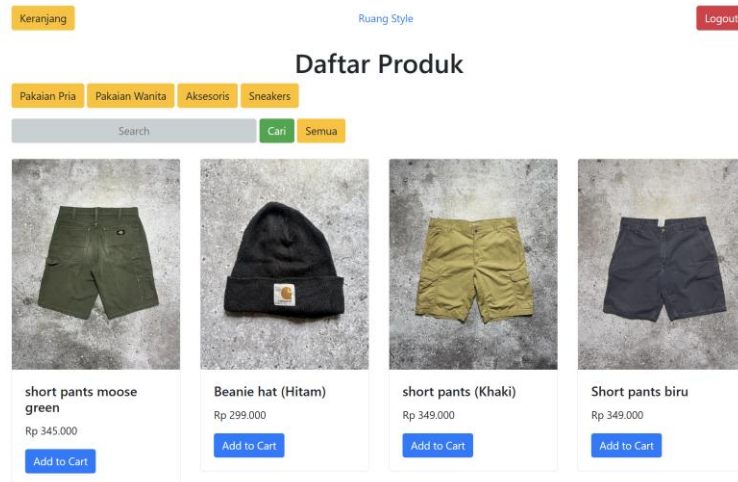 Keranjang
Ruang Style
Logout
Daftar Produk
Pakaian Pria
Pakaian Wanita
Aksesoris
Sneakers
Search
Cari
Semua
short pants moose
green
Rp 345.000
Add to Cart
Beanie hat (Hitam)
Rp 299.000
Add to Cart
short pants (Khaki)
Rp 349.000
Add to Cart
Short pants biru
Rp 349.000
Add to Cart